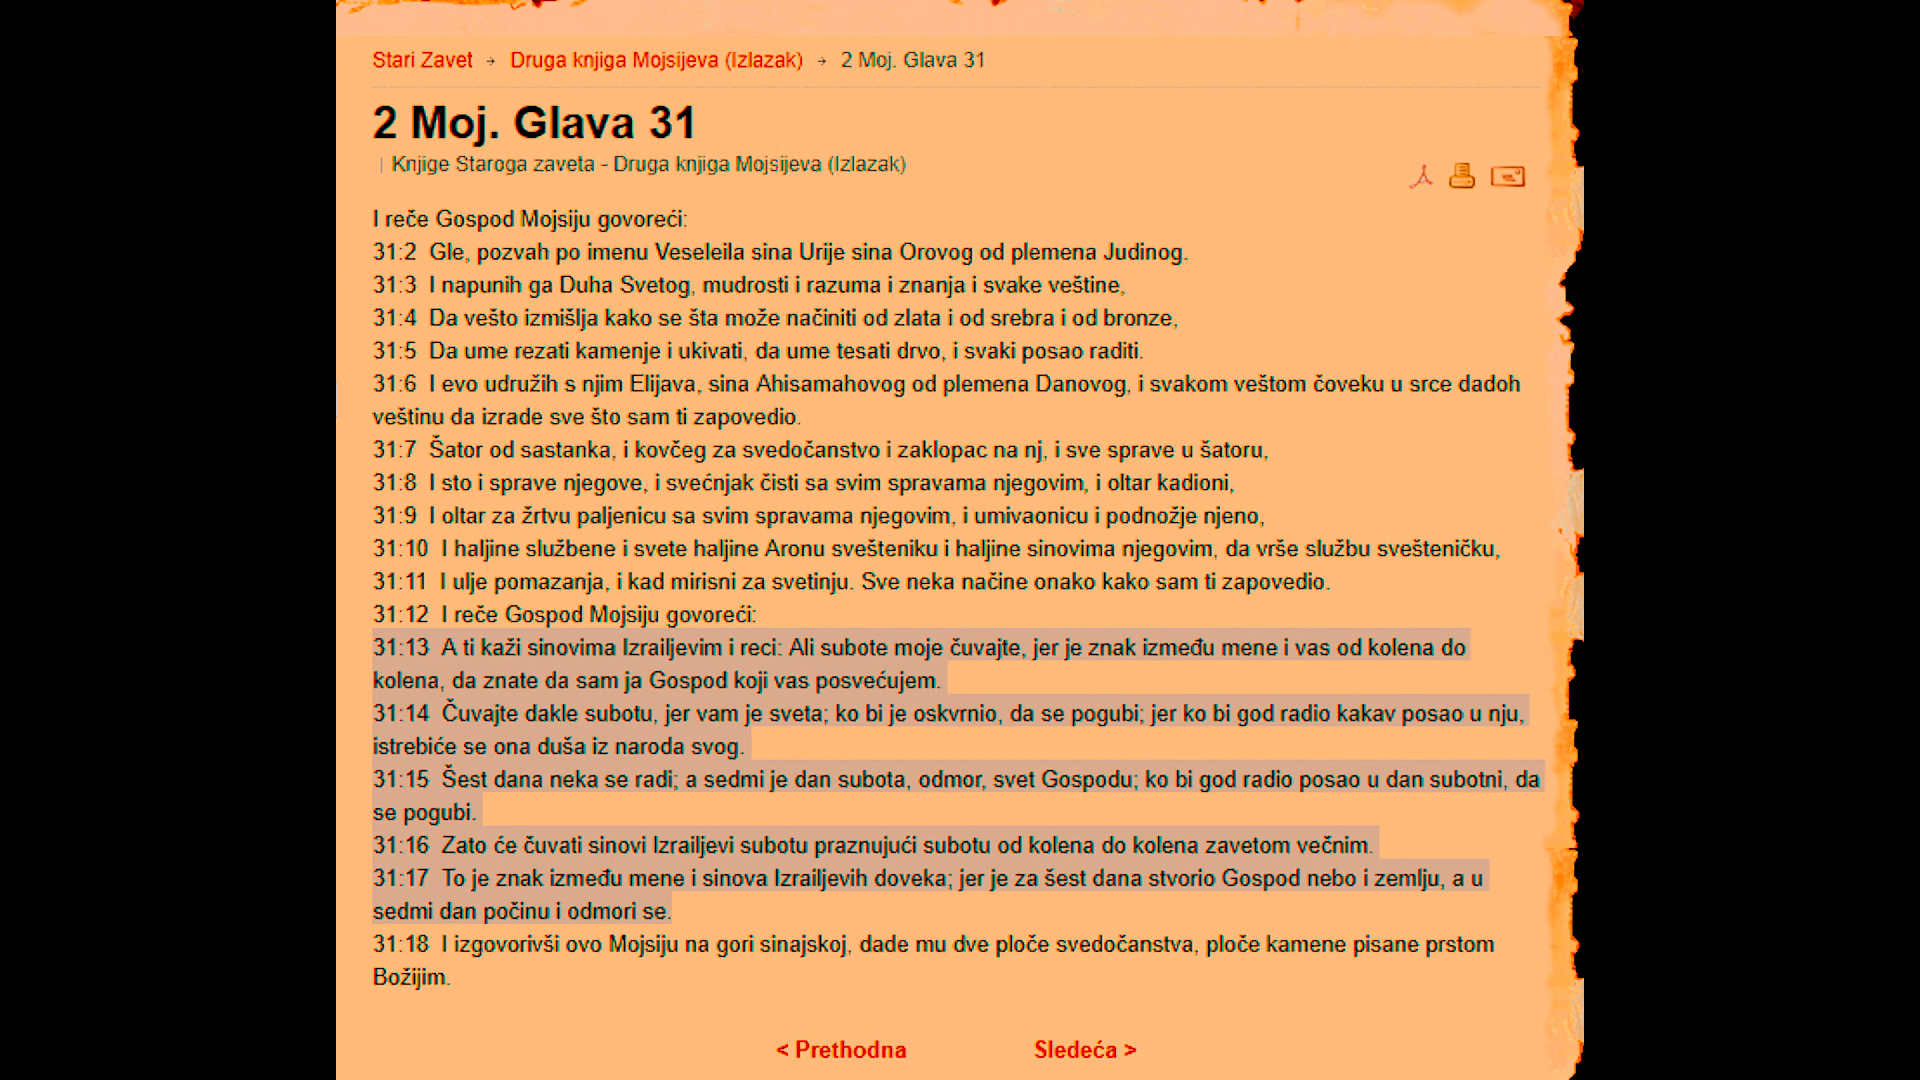 Stari Zavet → Druga knjiga Mojsijeva (Izlazak) → 2 Moj. Glava 31
2 Moj. Glava 31
| Knjige Staroga zaveta - Druga knjiga Mojsijeva (Izlazak)
I reče Gospod Mojsiju govoreći:
31:2 Gle, pozvah po imenu Veseleila sina Urije sina Orovog od plemena Judinog.
31:3 I napunih ga Duha Svetog, mudrosti i razuma i znanja i svake veštine,
31:4 Da vešto izmišlja kako se šta može načiniti od zlata i od srebra i od bronze,
31:5 Da ume rezati kamenje i ukivati, da ume tesati drvo, i svaki posao raditi.
31:6 I evo udružih s njim Elijava, sina Ahisamahovog od plemena Danovog, i svakom veštom čoveku u srce dadoh
veštinu da izrade sve što sam ti zapovedio.
31:7 Šator od sastanka, i kovčeg za svedočanstvo i zaklopac na nj, i sve sprave u šatoru,
31:8 I sto i sprave njegove, i svećnjak čisti sa svim spravama njegovim, i oltar kadioni,
31:9 I oltar za žrtvu paljenicu sa svim spravama njegovim, i umivaonicu i podnožje njeno,
31:10 I haljine službene i svete haljine Aronu svešteniku i haljine sinovima njegovim, da vrše službu svešteničku,
31:11 I ulje pomazanja, i kad mirisni za svetinju. Sve neka načine onako kako sam ti zapovedio.
31:12 I reče Gospod Mojsiju govoreći:
31:13 A ti kaži sinovima Izrailjevim i reci: Ali subote moje čuvajte, jer je znak između mene i vas od kolena do
kolena, da znate da sam ja Gospod koji vas posvećujem.
31:14 Čuvajte dakle subotu, jer vam je sveta; ko bi je oskvrnio, da se pogubi; jer ko bi god radio kakav posao u nju,
istrebiće se ona duša iz naroda svog.
31:15 Šest dana neka se radi; a sedmi je dan subota, odmor, svet Gospodu; ko bi god radio posao u dan subotni, da
se pogubi.
31:16 Zato će čuvati sinovi Izrailjevi subotu praznujući subotu od kolena do kolena zavetom večnim.
31:17 To je znak između mene i sinova Izrailjevih doveka; jer je za šest dana stvorio Gospod nebo i zemlju, a u
sedmi dan počinu i odmori se.
31:18 I izgovorivši ovo Mojsiju na gori sinajskoj, dade mu dve ploče svedočanstva, ploče kamene pisane prstom
Božijim.
< Prethodna Sledeća >